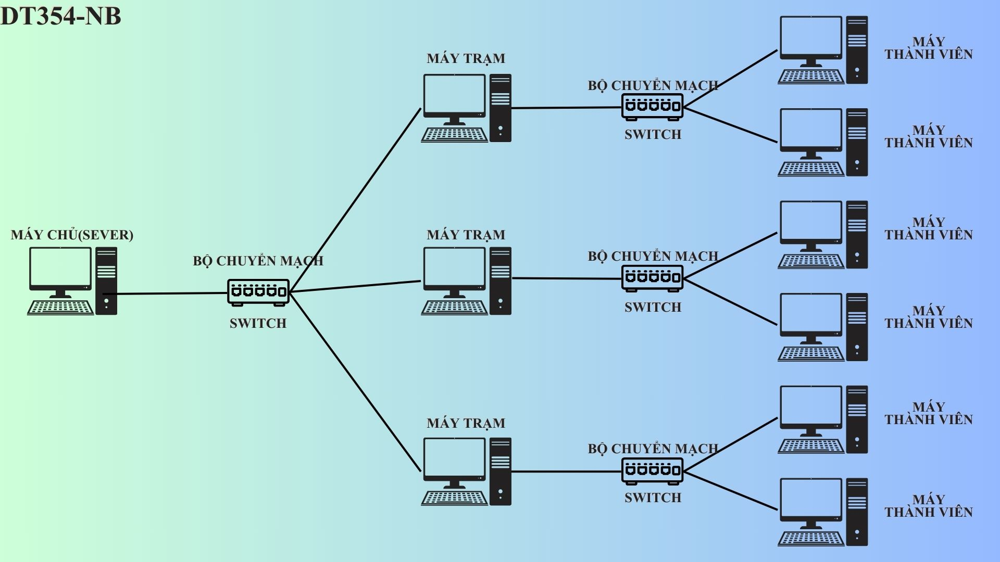 DT354-NB
MÁY CHỦ(SEVER)
BỘ CHUYỂN MẠCH
SWITCH
MÁY TRẠM
BỘ CHUYỂN MẠCH
SWITCH
MÁY
THÀNH VIÊN
MÁY
THÀNH VIÊN
MÁY TRẠM
BỘ CHUYỂN MẠCH
SWITCH
MÁY
THÀNH VIÊN
MÁY
THÀNH VIÊN
MÁY TRẠM
BỘ CHUYỂN MẠCH
SWITCH
MÁY
THÀNH VIÊN
MÁY
THÀNH VIÊN